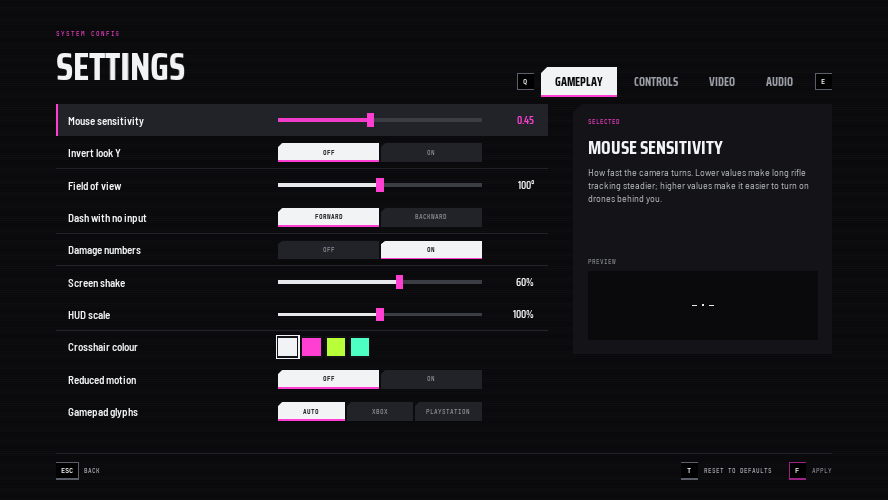 SYSTEM CONFIG
SETTINGS
Q GAMEPLAY CONTROLS VIDEO AUDIO E
Mouse sensitivity 0.45
Invert look Y OFF ON
Field of view 100°
Dash with no input FORWARD BACKWARD
Damage numbers OFF ON
Screen shake 60%
HUD scale 100%
Crosshair colour
Reduced motion OFF ON
Gamepad glyphs AUTO XBOX PLAYSTATION
SELECTED
MOUSE SENSITIVITY
How fast the camera turns. Lower values make long rifle
tracking steadier; higher values make it easier to turn on
drones behind you.
PREVIEW
ESC BACK
T RESET TO DEFAULTS F APPLY